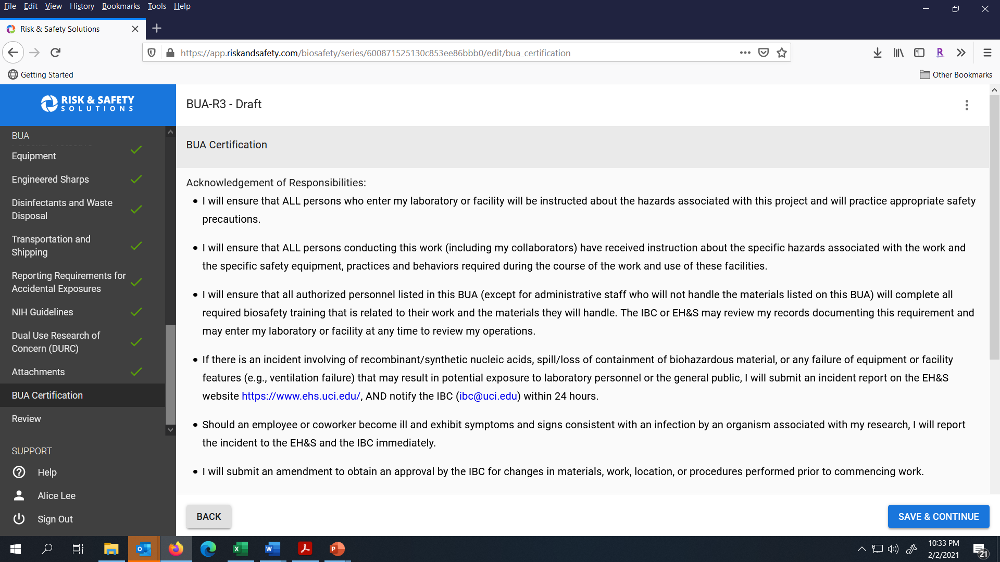 File Edit View History Bookmarks Tools Help
Risk & Safety Solutions
https://app.riskandsafety.com/biosafety/series/600871525130c853ee86bbb0/edit/bua_certification
Getting Started
Other Bookmarks
RISK & SAFETY
SOLUTIONS
BUA
Equipment
Engineered Sharps
Disinfectants and Waste
Disposal
Transportation and
Shipping
Reporting Requirements for
Accidental Exposures
NIH Guidelines
Dual Use Research of
Concern (DURC)
Attachments
BUA Certification
Review
SUPPORT
Help
Alice Lee
Sign Out
BUA-R3 - Draft
BUA Certification
Acknowledgement of Responsibilities:
• I will ensure that ALL persons who enter my laboratory or facility will be instructed about the hazards associated with this project and will practice appropriate safety
precautions.
• I will ensure that ALL persons conducting this work (including my collaborators) have received instruction about the specific hazards associated with the work and
the specific safety equipment, practices and behaviors required during the course of the work and use of these facilities.
• I will ensure that all authorized personnel listed in this BUA (except for administrative staff who will not handle the materials listed on this BUA) will complete all
required biosafety training that is related to their work and the materials they will handle. The IBC or EH&S may review my records documenting this requirement and
may enter my laboratory or facility at any time to review my operations.
• If there is an incident involving of recombinant/synthetic nucleic acids, spill/loss of containment of biohazardous material, or any failure of equipment or facility
features (e.g., ventilation failure) that may result in potential exposure to laboratory personnel or the general public, I will submit an incident report on the EH&S
website https://www.ehs.uci.edu/, AND notify the IBC (ibc@uci.edu) within 24 hours.
• Should an employee or coworker become ill and exhibit symptoms and signs consistent with an infection by an organism associated with my research, I will report
the incident to the EH&S and the IBC immediately.
• I will submit an amendment to obtain an approval by the IBC for changes in materials, work, location, or procedures performed prior to commencing work.
BACK
SAVE & CONTINUE
10:33 PM
2/2/2021
21